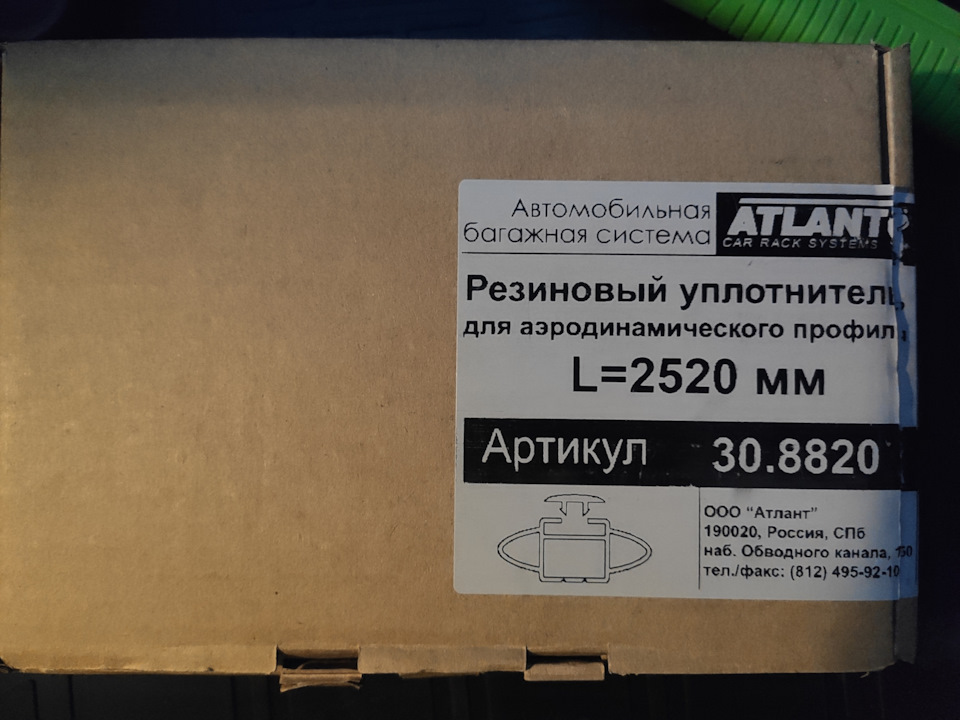 Автомобильная
багажная система
ATLANT
CAR RACK SYSTEMS
Резиновый уплотнитель
для аэродинамического профиля
L=2520 мм
Артикул 30.8820
ООО "Атлант"
190020, Россия, СПб
наб. Обводного канала, 150
тел./факс: (812) 495-92-10